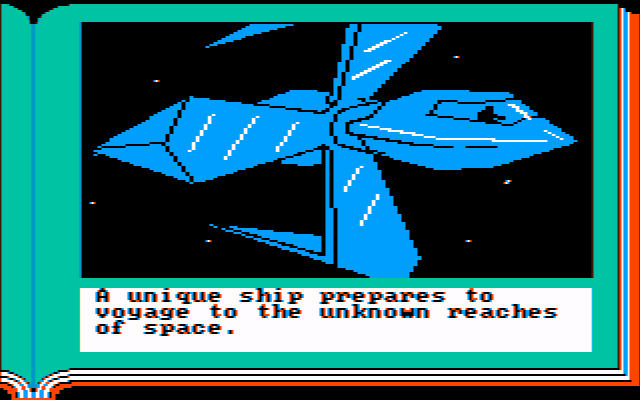 A unique ship prepares to
voyage to the unknown reaches
of space.